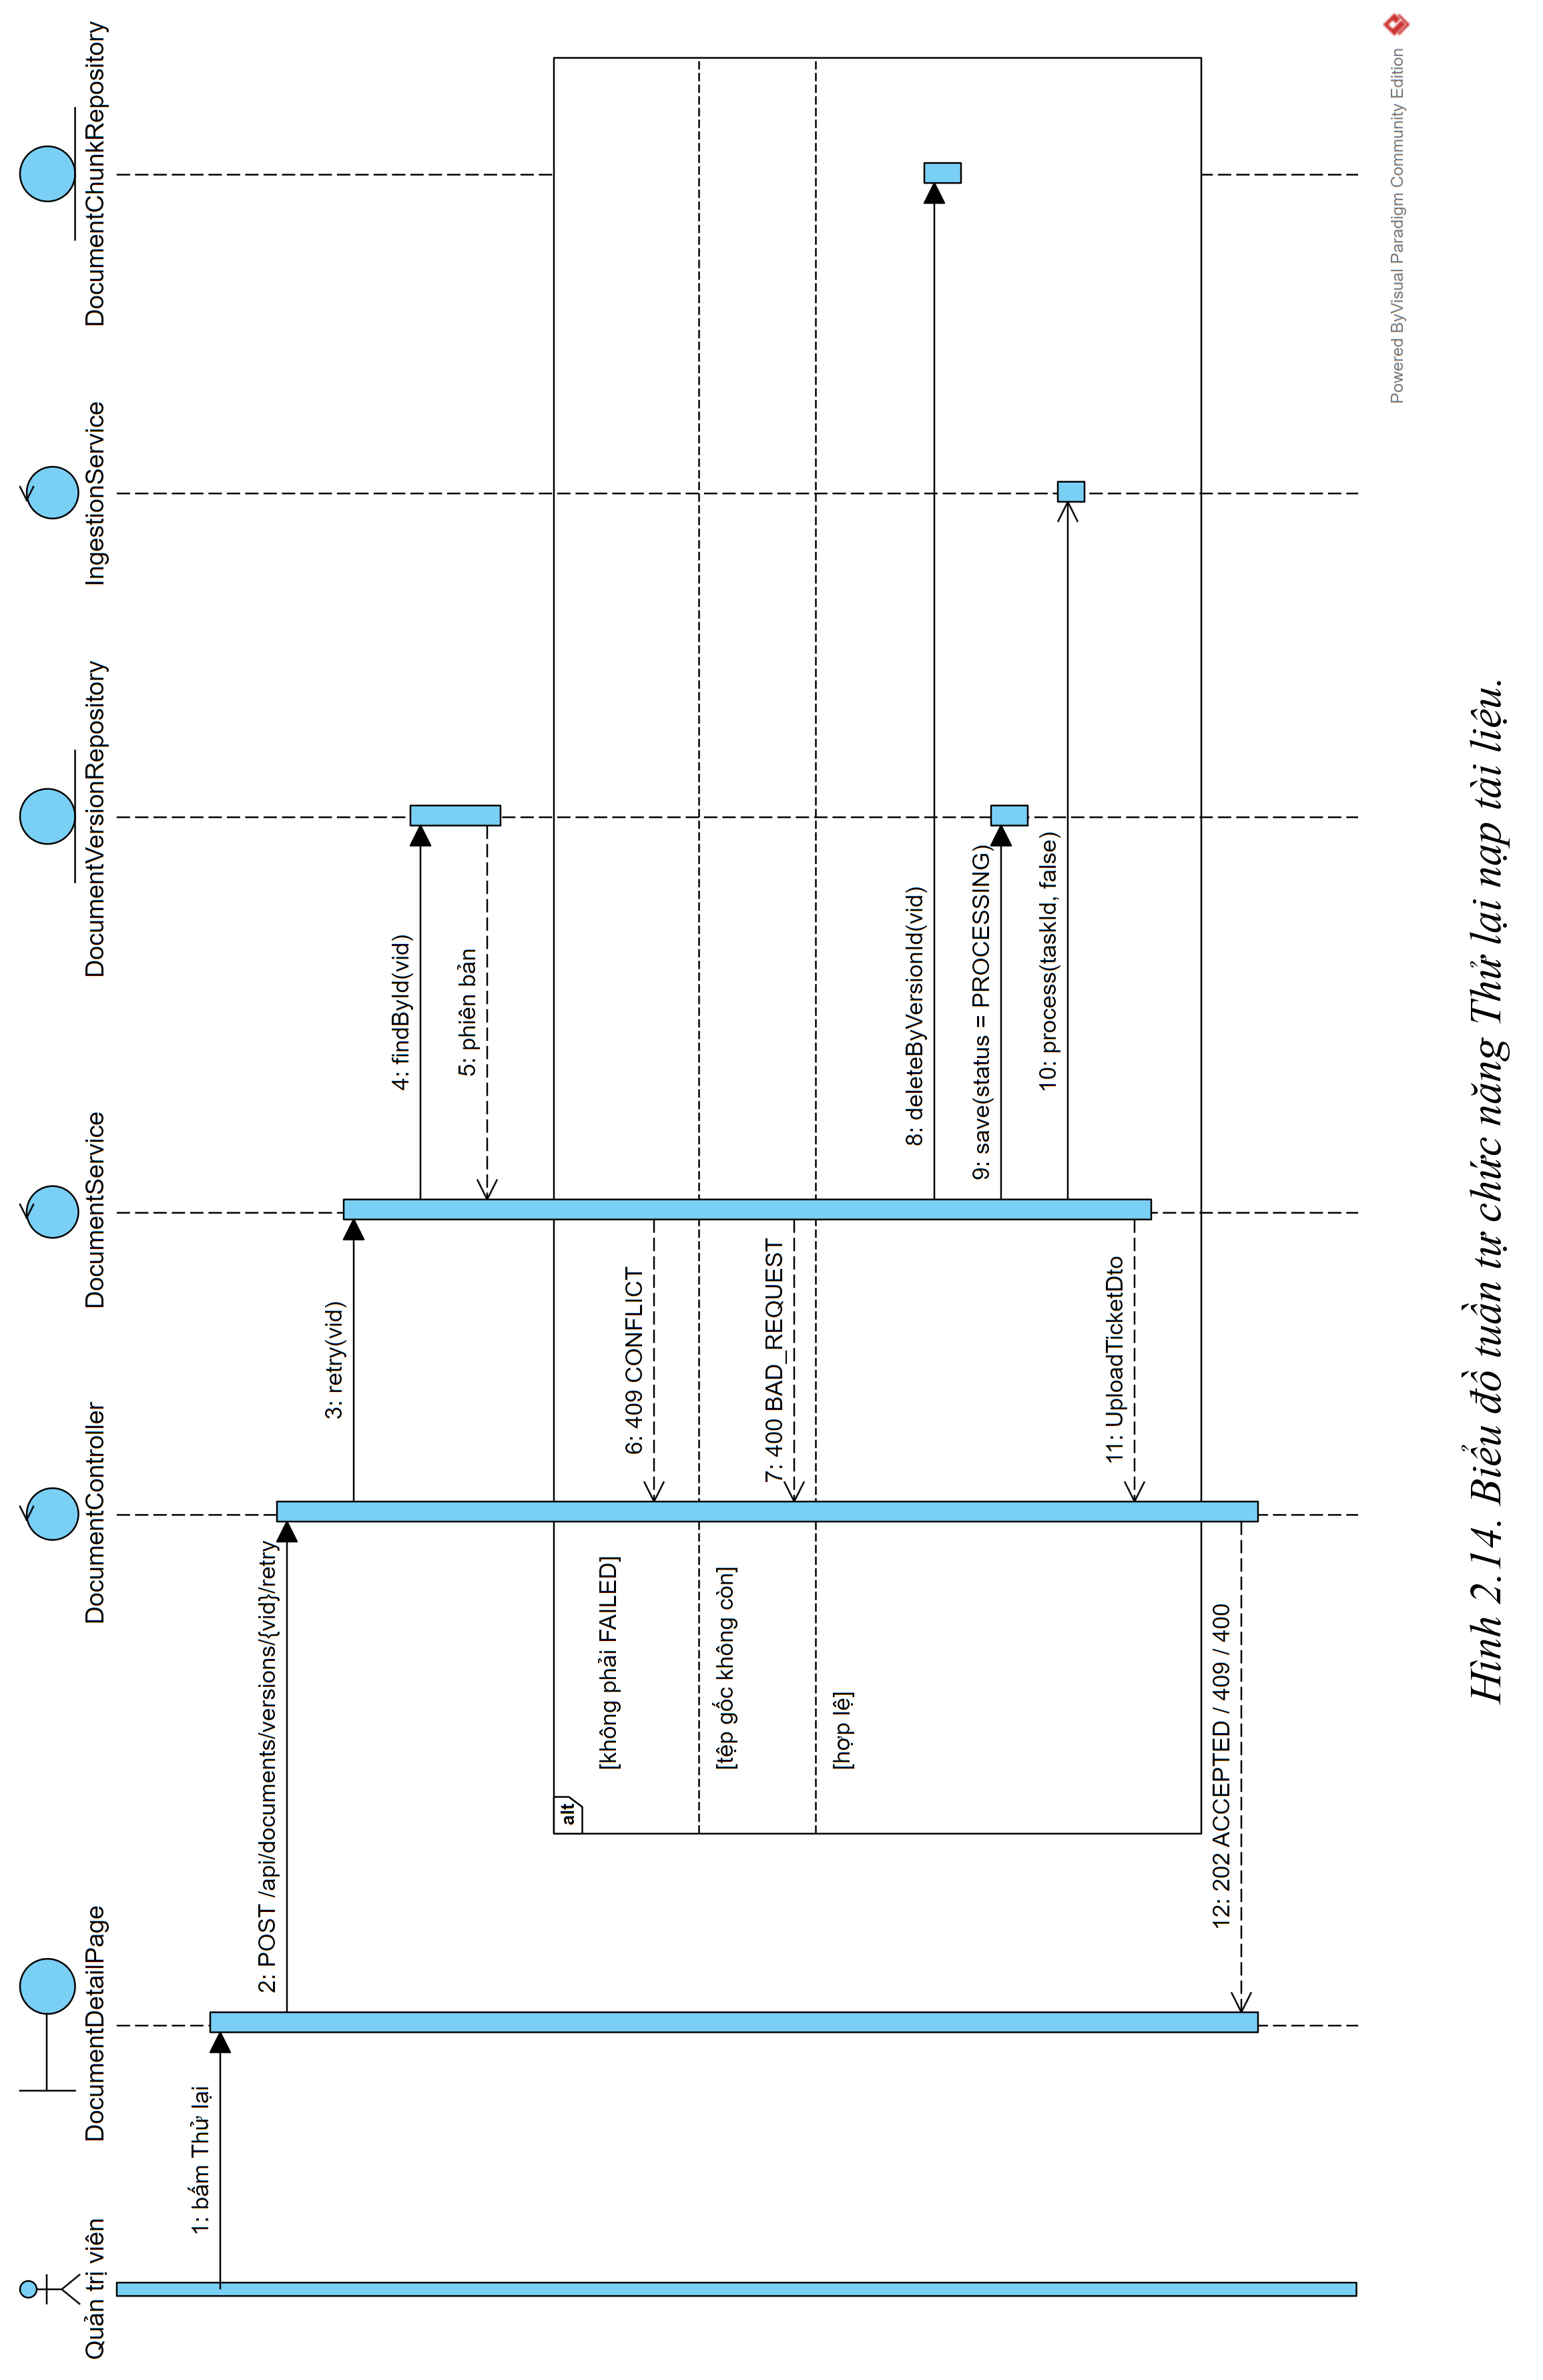 Quản trị viên
DocumentDetailPage
DocumentController
DocumentService
DocumentVersionRepository
IngestionService
DocumentChunkRepository
1: bấm Thử lại
2: POST /api/documents/versions/{vid}/retry
3: retry(vid)
4: findById(vid)
5: phiên bản
alt
[không phải FAILED]
6: 409 CONFLICT
[tệp gốc không còn]
7: 400 BAD_REQUEST
[hợp lệ]
8: deleteByVersionId(vid)
9: save(status = PROCESSING)
10: process(taskId, false)
11: UploadTicketDto
12: 202 ACCEPTED / 409 / 400
Powered ByVisual Paradigm Community Edition
Hình 2.14. Biểu đồ tuần tự chức năng Thử lại nạp tài liệu.